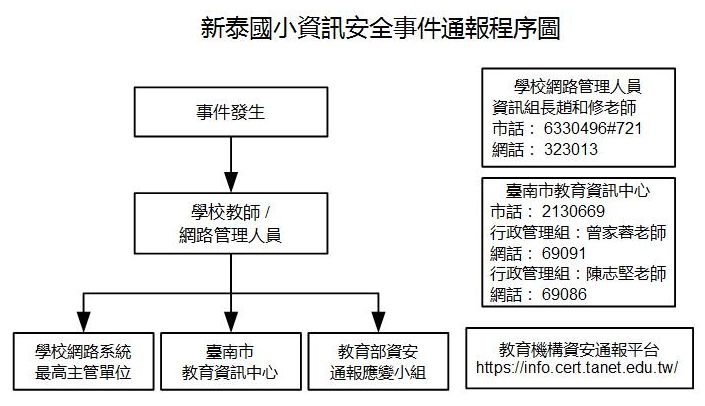 新泰國小資訊安全事件通報程序圖
事件發生
學校教師 /
網路管理人員
學校網路系統
最高主管單位
臺南市
教育資訊中心
教育部資安
通報應變小組
學校網路管理人員
資訊組長趙和修老師
市話： 6330496#721
網話： 323013
臺南市教育資訊中心
市話： 2130669
行政管理組：曾家蓉老師
網話： 69091
行政管理組：陳志堅老師
網話： 69086
教育機構資安通報平台
https://info.cert.tanet.edu.tw/